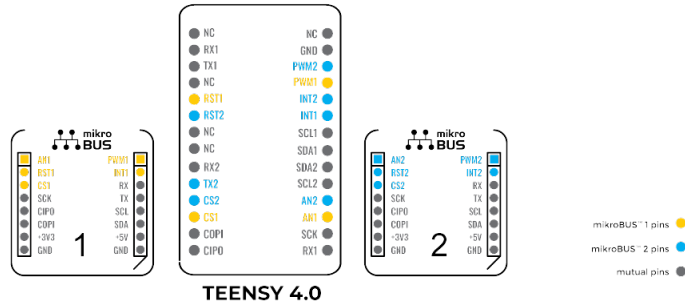 NC NC
RX1 GND
TX1 PWM2
NC PWM1
RST1 INT2
RST2 INT1
NC SCL1
NC SDA1
RX2 SDA2
TX2 SCL2
CS2 AN2
CS1 AN1
COPI SCK
CIPO RX1
TEENSY 4.0
mikro
BUS
AN1 PWM1
RST1 INT1
CS1 RX
SCK TX
CIPO SCL
COPI SDA
+3V3 +5V
GND GND
1
mikro
BUS
AN2 PWM2
RST2 INT2
CS2 RX
SCK TX
CIPO SCL
COPI SDA
+3V3 +5V
GND GND
2
mikroBUS™ 1 pins
mikroBUS™ 2 pins
mutual pins